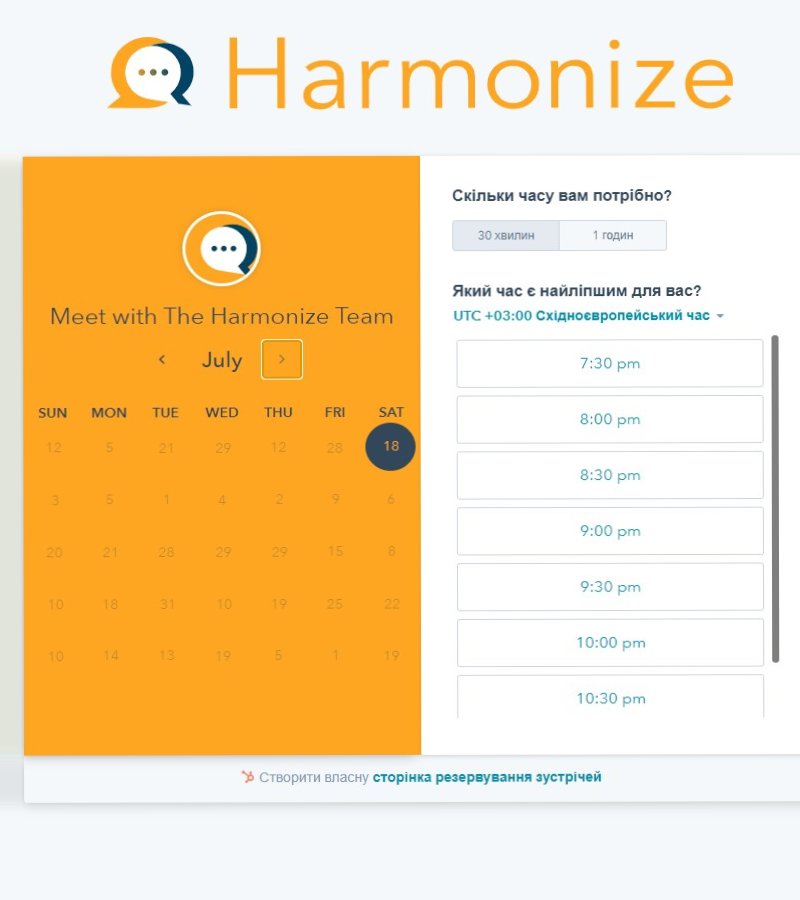 Harmonize
Meet with The Harmonize Team
July
SUN MON TUE WED THU FRI SAT
12 5 21 29 12 28 18
3 5 1 4 2 9 6
20 21 28 29 29 15 8
10 18 31 10 19 25 22
10 14 13 19 5 1 19
Скільки часу вам потрібно?
30 хвилин 1 годин
Який час є найліпшим для вас?
UTC +03:00 Східноєвропейський час
7:30 pm
8:00 pm
8:30 pm
9:00 pm
9:30 pm
10:00 pm
10:30 pm
Створити власну сторінка резервування зустрічей